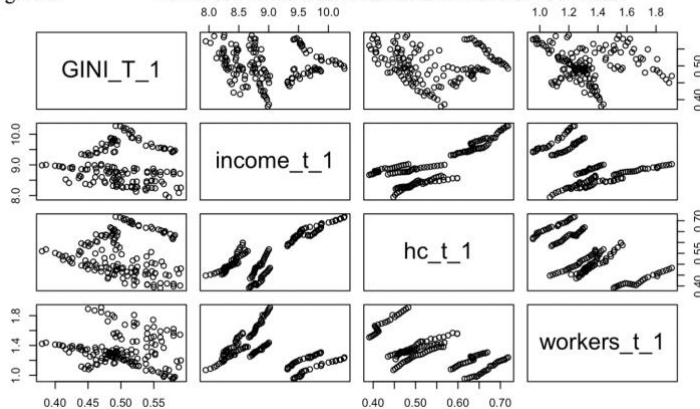 8.0 8.5 9.0 9.5 10.0
1.0 1.2 1.4 1.6 1.8
GINI_T_1
0.40 0.50
8.0 9.0 10.0
income_t_1
hc_t_1
0.40 0.55 0.70
1.0 1.4 1.8
workers_t_1
0.40 0.45 0.50 0.55
0.40 0.50 0.60 0.70